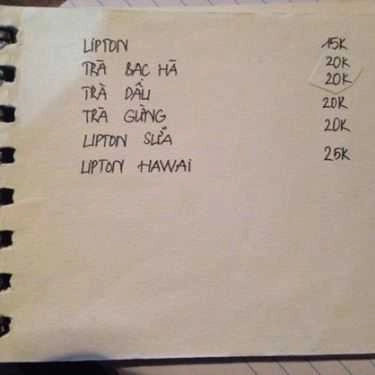 LIPTON 15K
TRÀ BẠC HÀ 20K
TRÀ DÂU 20K
TRÀ GỪNG 20K
LIPTON SỮA 20K
LIPTON HAWAI 25K